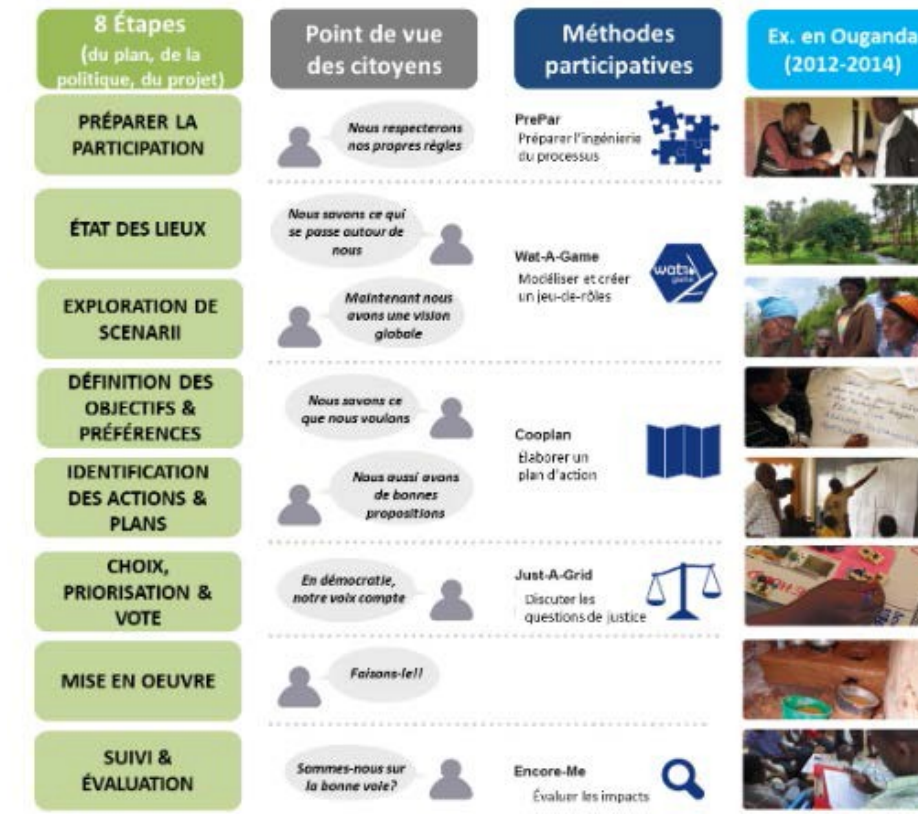 8 Étapes
(du plan, de la
politique, du projet)
Point de vue
des citoyens
Méthodes
participatives
Ex. en Ouganda
(2012-2014)
PRÉPARER LA
PARTICIPATION
Nous respecterons
nos propres règles
PrePar
Préparer l'ingénierie
du processus
ÉTAT DES LIEUX
Nous savons ce qui
se passe autour de
nous
Wat-A-Game
Modéliser et créer
un jeu-de-rôles
EXPLORATION DE
SCENARII
Maintenant nous
avons une vision
globale
DÉFINITION DES
OBJECTIFS &
PRÉFÉRENCES
Nous savons ce
que nous voulons
Cooplan
Élaborer un
plan d'action
IDENTIFICATION
DES ACTIONS &
PLANS
Nous aussi avons
de bonnes
propositions
CHOIX,
PRIORISATION &
VOTE
En démocratie,
notre voix compte
Just-A-Grid
Discuter les
questions de justice
MISE EN OEUVRE
Faisons-le!!
SUIVI &
ÉVALUATION
Sommes-nous sur
la bonne voie?
Encore-Me
Évaluer les impacts